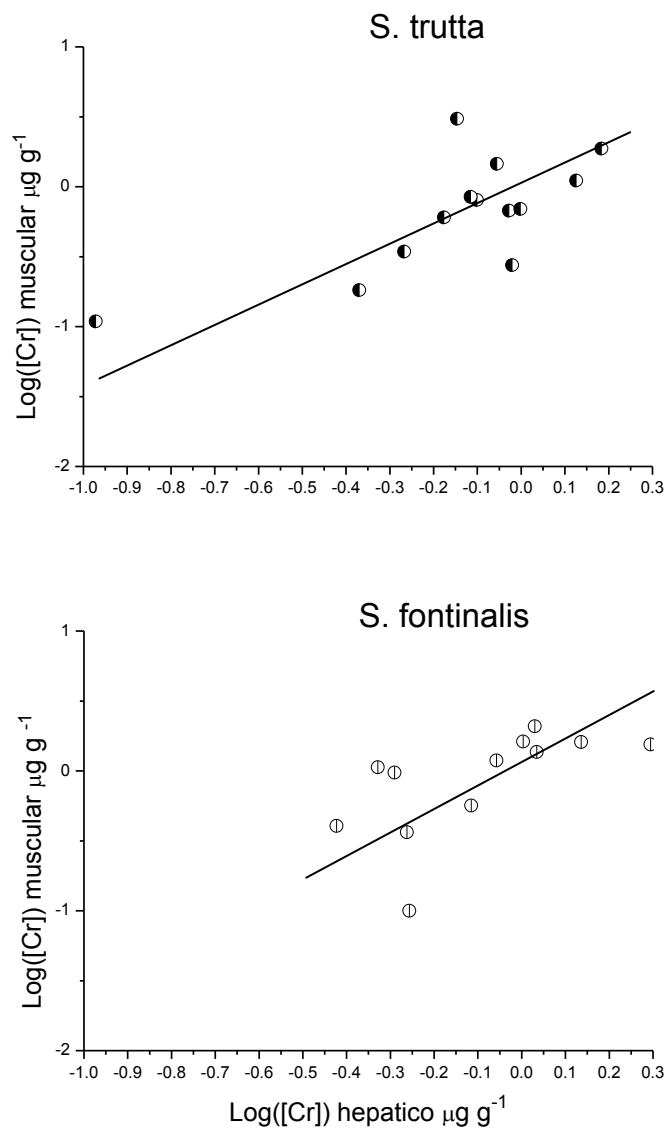 S. trutta
1
0
-1
-2
Log([Cr]) muscular µg g⁻¹
-1.0 -0.9 -0.8 -0.7 -0.6 -0.5 -0.4 -0.3 -0.2 -0.1 0.0 0.1 0.2 0.3
S. fontinalis
1
0
-1
-2
Log([Cr]) muscular µg g ⁻¹
-1.0 -0.9 -0.8 -0.7 -0.6 -0.5 -0.4 -0.3 -0.2 -0.1 0.0 0.1 0.2 0.3
Log([Cr]) hepatico µg g⁻¹